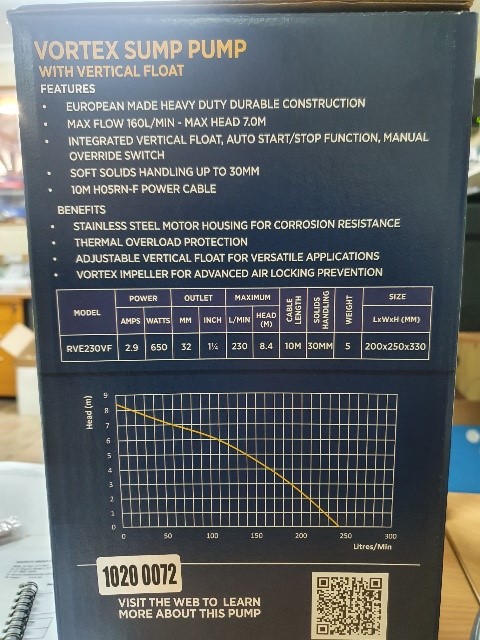 VORTEX SUMP PUMP
WITH VERTICAL FLOAT
FEATURES
• EUROPEAN MADE HEAVY DUTY DURABLE CONSTRUCTION
• MAX FLOW 160L/MIN - MAX HEAD 7.0M
• INTEGRATED VERTICAL FLOAT, AUTO START/STOP FUNCTION, MANUAL
OVERRIDE SWITCH
• SOFT SOLIDS HANDLING UP TO 30MM
• 10M H05RN-F POWER CABLE
BENEFITS
• STAINLESS STEEL MOTOR HOUSING FOR CORROSION RESISTANCE
• THERMAL OVERLOAD PROTECTION
• ADJUSTABLE VERTICAL FLOAT FOR VERSATILE APPLICATIONS
• VORTEX IMPELLER FOR ADVANCED AIR LOCKING PREVENTION
MODEL POWER OUTLET MAXIMUM CABLE LENGTH SOLIDS HANDLING WEIGHT SIZE
AMPS WATTS MM INCH L/MIN HEAD (M) LxWxH (MM)
RVE230VF 2.9 650 32 1¼ 230 8.4 10M 30MM 5 200x250x330
Head (m)
9
8
7
6
5
4
3
2
1
0
0 50 100 150 200 250 300
Litres/Min
1020 0072
VISIT THE WEB TO LEARN
MORE ABOUT THIS PUMP